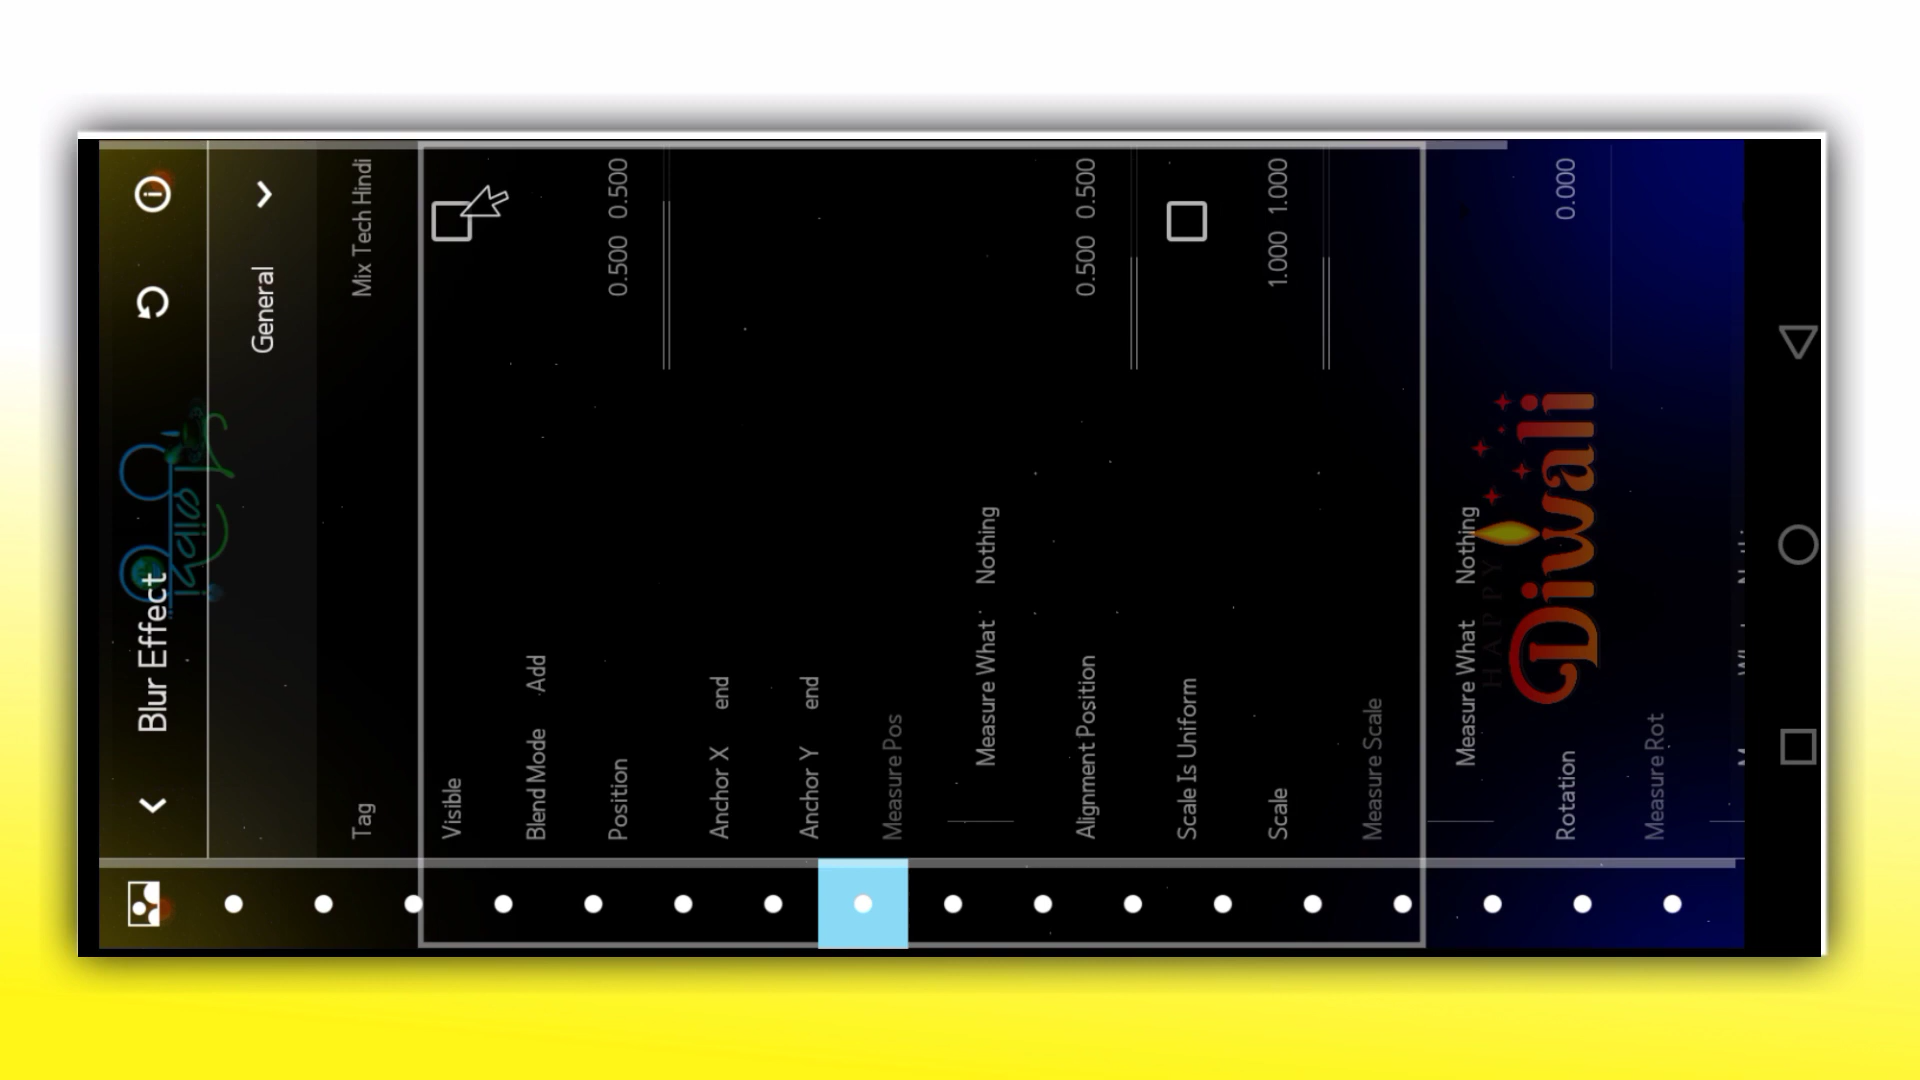 Blur Effect
General
Tag Mix Tech Hindi
Visible
Blend Mode Add
Position 0.500 0.500
Anchor X end
Anchor Y end
Measure Pos
Measure What Nothing
Alignment Position 0.500 0.500
Scale Is Uniform
Scale 1.000 1.000
Measure Scale
Measure What Nothing
HAPPY
Diwali
Rotation 0.000
Measure Rot